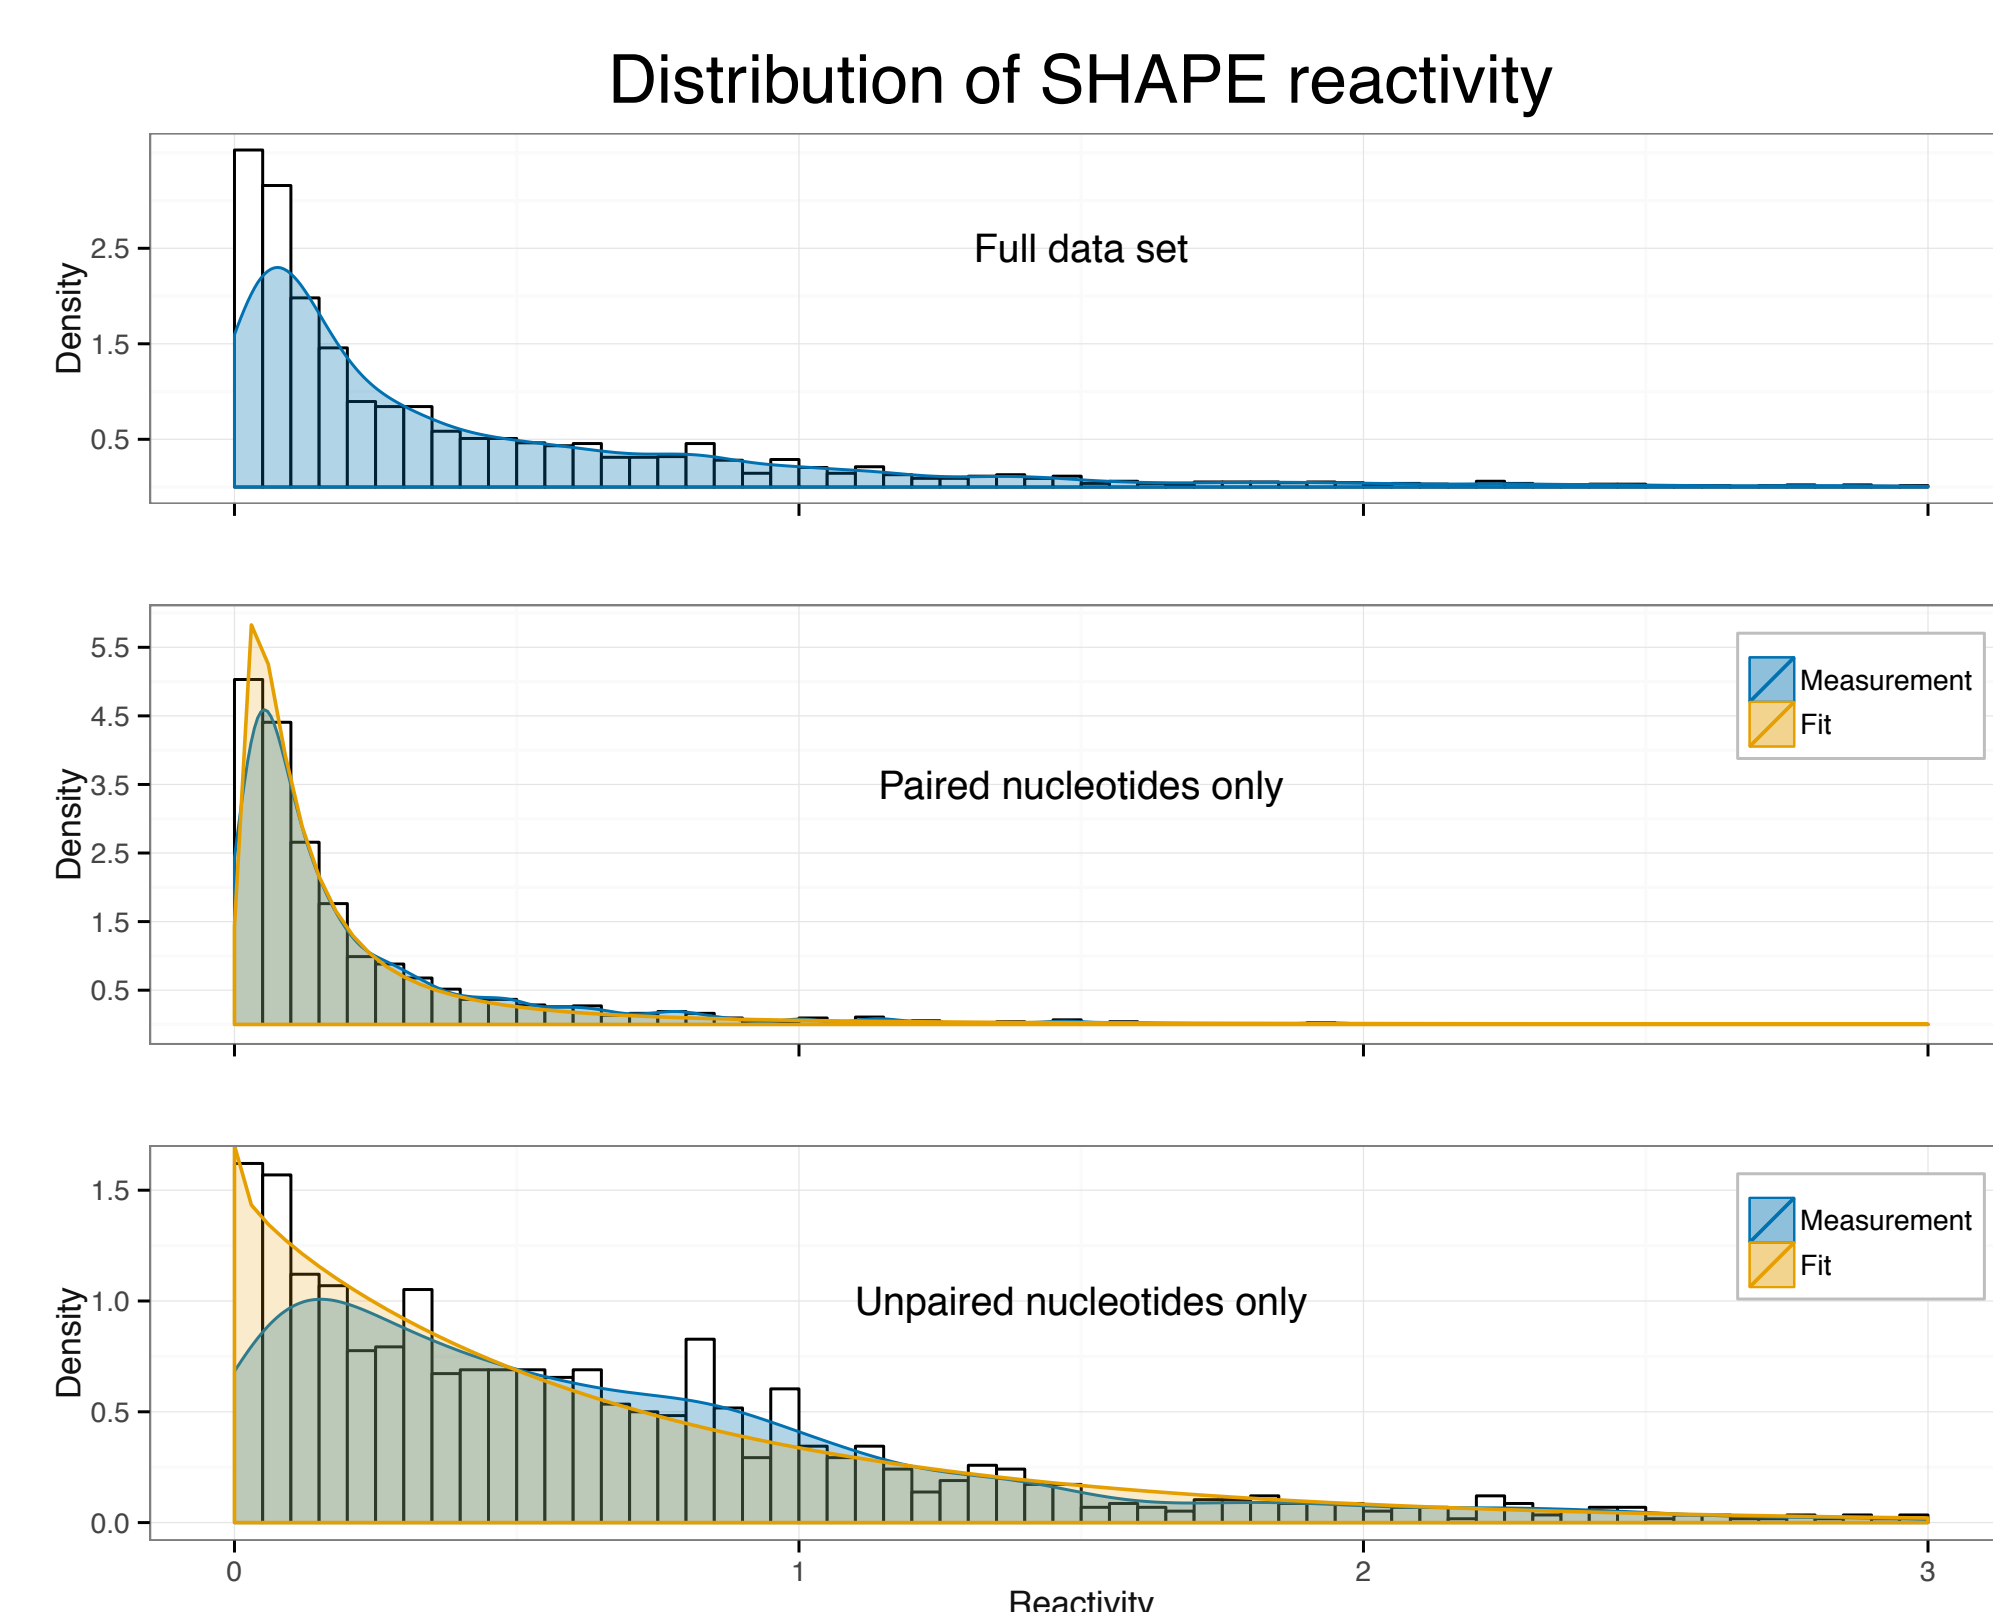 Distribution of SHAPE reactivity
Density
2.5
1.5
0.5
Full data set
Density
5.5
4.5
3.5
2.5
1.5
0.5
Paired nucleotides only
Measurement
Fit
Density
1.5
1.0
0.5
0.0
Unpaired nucleotides only
Measurement
Fit
0 1 2 3
Reactivity